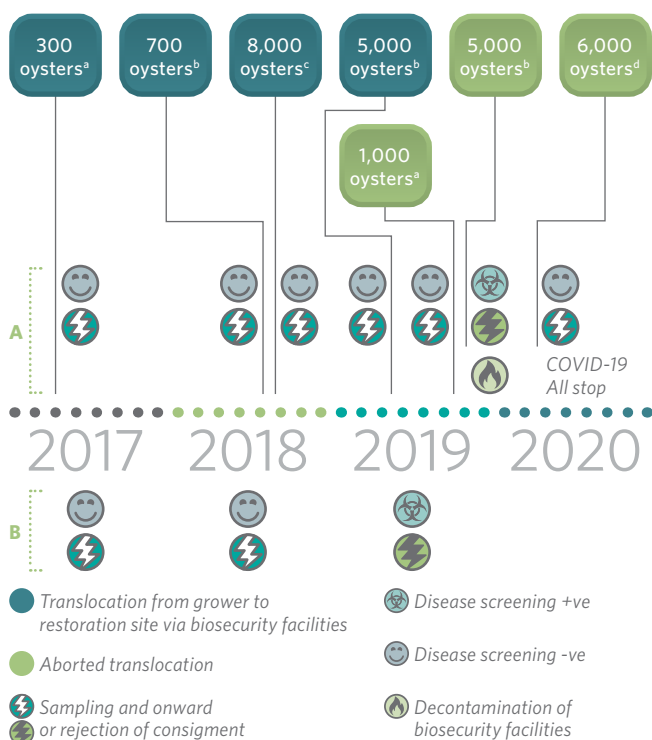 300
oystersᵃ
700
oystersᵇ
8,000
oystersᶜ
5,000
oystersᵇ
5,000
oystersᵇ
6,000
oystersᵈ
1,000
oystersᵃ
A
COVID-19
All stop
2017
2018
2019
2020
B
Translocation from grower to
restoration site via biosecurity facilities
Aborted translocation
Sampling and onward
or rejection of consigment
Disease screening +ve
Disease screening -ve
Decontamination of
biosecurity facilities